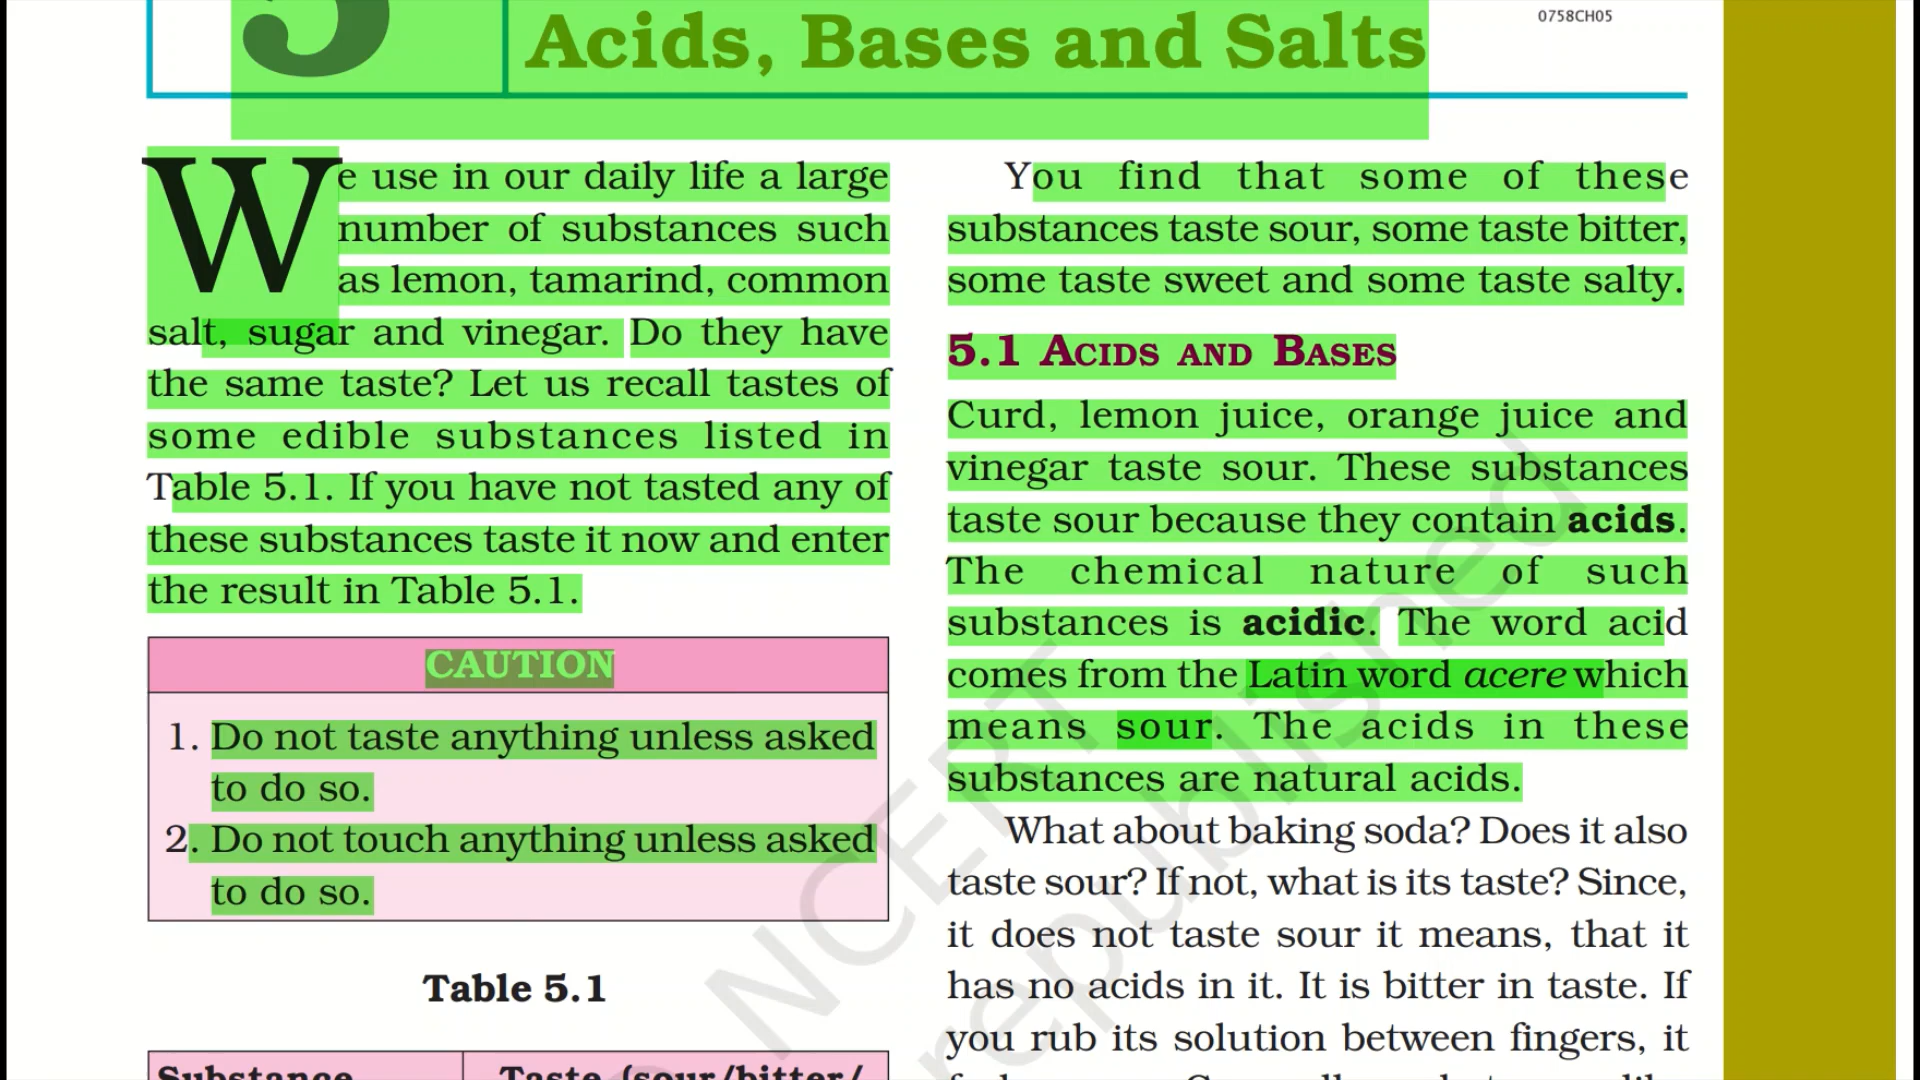 5
Acids, Bases and Salts
0758CH05
We use in our daily life a large
number of substances such
as lemon, tamarind, common
salt, sugar and vinegar. Do they have
the same taste? Let us recall tastes of
some edible substances listed in
Table 5.1. If you have not tasted any of
these substances taste it now and enter
the result in Table 5.1.
CAUTION
1. Do not taste anything unless asked
to do so.
2. Do not touch anything unless asked
to do so.
Table 5.1
Substance
Taste (sour/bitter/
You find that some of these
substances taste sour, some taste bitter,
some taste sweet and some taste salty.
5.1 ACIDS AND BASES
Curd, lemon juice, orange juice and
vinegar taste sour. These substances
taste sour because they contain acids.
The chemical nature of such
substances is acidic. The word acid
comes from the Latin word acere which
means sour. The acids in these
substances are natural acids.
What about baking soda? Does it also
taste sour? If not, what is its taste? Since,
it does not taste sour it means, that it
has no acids in it. It is bitter in taste. If
you rub its solution between fingers, it
NCERT
republished